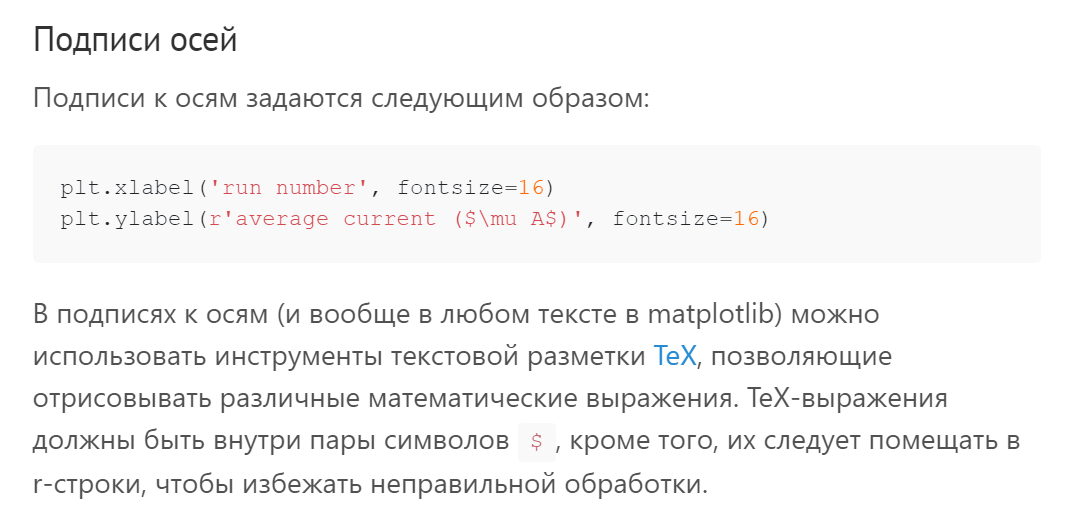 Подписи осей
Подписи к осям задаются следующим образом:
plt.xlabel('run number', fontsize=16)
plt.ylabel(r'average current ($\mu A$)', fontsize=16)
В подписях к осям (и вообще в любом тексте в matplotlib) можно
использовать инструменты текстовой разметки TeX, позволяющие
отрисовывать различные математические выражения. TeX-выражения
должны быть внутри пары символов $, кроме того, их следует помещать в
r-строки, чтобы избежать неправильной обработки.